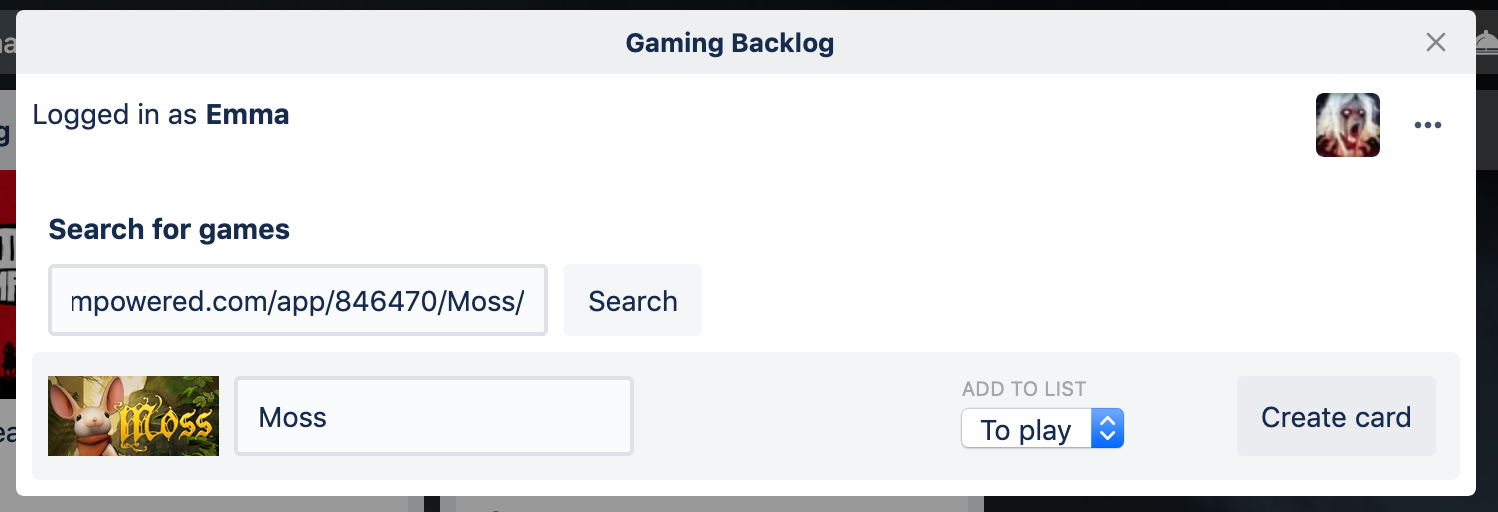 Gaming Backlog
Logged in as Emma
Search for games
mpowered.com/app/846470/Moss/
Search
Moss
Moss
ADD TO LIST
To play
Create card